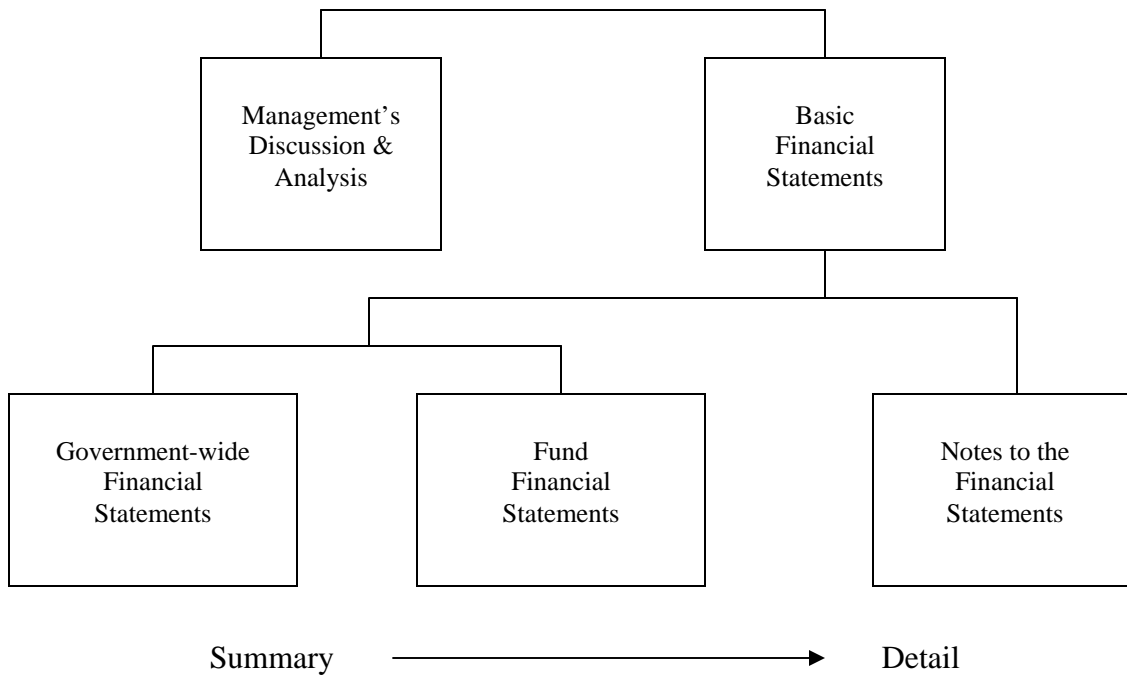 Management’s
Discussion &
Analysis
Basic
Financial
Statements
Government-wide
Financial
Statements
Fund
Financial
Statements
Notes to the
Financial
Statements
Summary
Detail